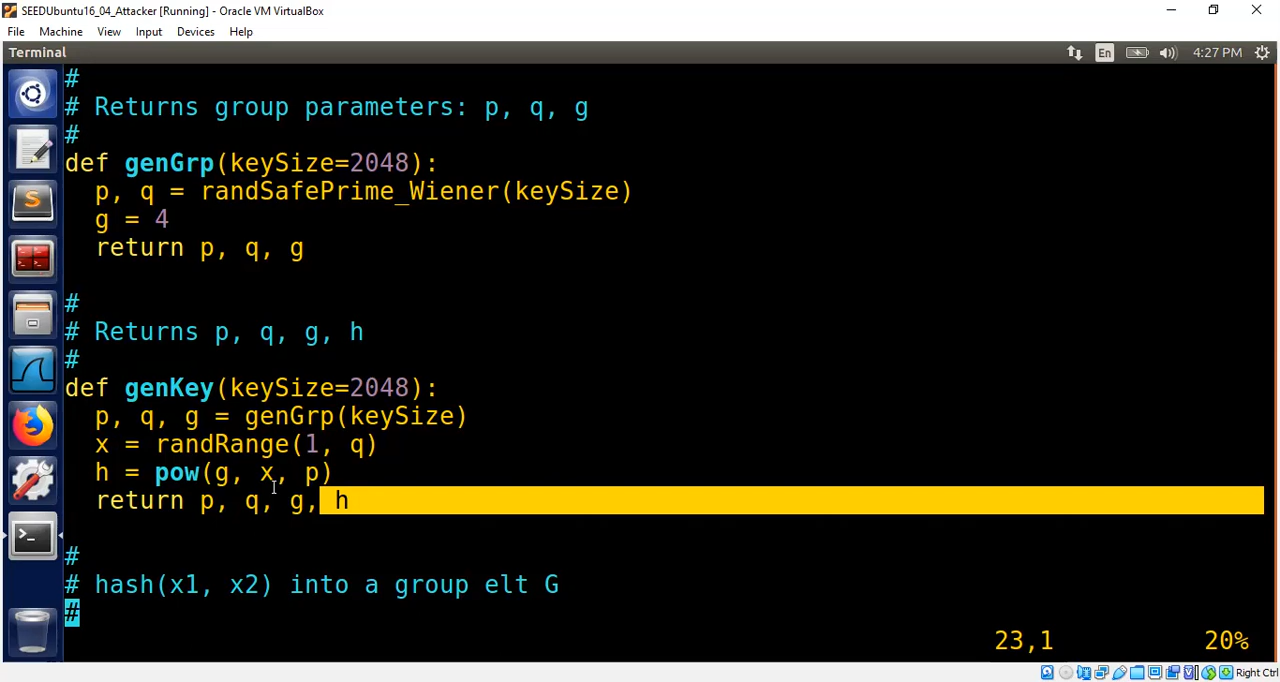 SEEDUbuntu16_04_Attacker [Running] - Oracle VM VirtualBox
File Machine View Input Devices Help
Terminal En 4:27 PM
#
# Returns group parameters: p, q, g
#
def genGrp(keySize=2048):
  p, q = randSafePrime_Wiener(keySize)
  g = 4
  return p, q, g
#
# Returns p, q, g, h
#
def genKey(keySize=2048):
  p, q, g = genGrp(keySize)
  x = randRange(1, q)
  h = pow(g, x, p)
  return p, q, g, h
#
# hash(x1, x2) into a group elt G
#
23,1 20%
Right Ctrl